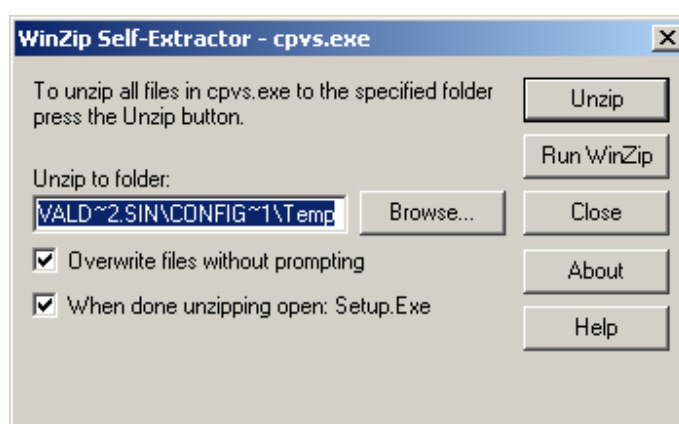 WinZip Self-Extractor - cpvs.exe
To unzip all files in cpvs.exe to the specified folder
press the Unzip button.
Unzip to folder:
VALD~2.SIN\CONFIG~1\Temp
Browse...
Overwrite files without prompting
When done unzipping open: Setup.Exe
Unzip
Run WinZip
Close
About
Help